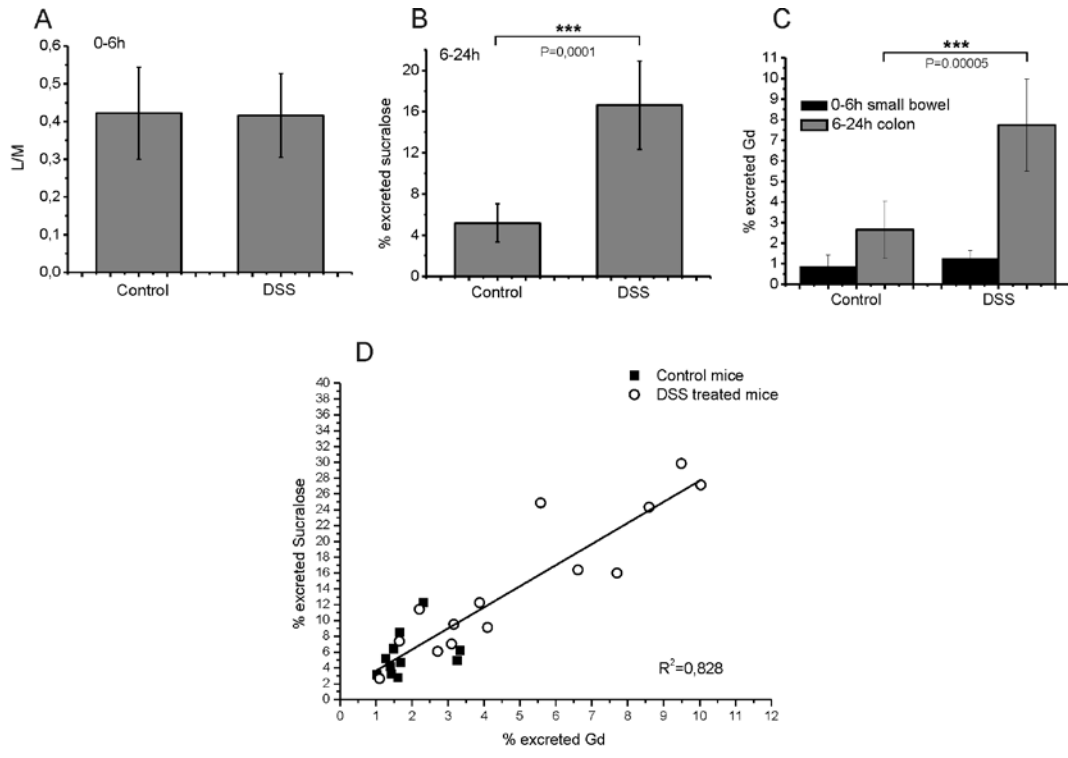 A
0-6h
0,6
0,5
0,4
0,3
0,2
0,1
0,0
L/M
Control DSS
B
6-24h
***
P=0,0001
20
16
12
8
4
0
% excreted sucralose
Control DSS
C
***
P=0.00005
0-6h small bowel
6-24h colon
11
10
9
8
7
6
5
4
3
2
1
0
% excreted Gd
Control DSS
D
Control mice
DSS treated mice
40
38
36
34
32
30
28
26
24
22
20
18
16
14
12
10
8
6
4
2
0
% excreted Sucralose
R²=0,828
0 1 2 3 4 5 6 7 8 9 10 11 12
% excreted Gd